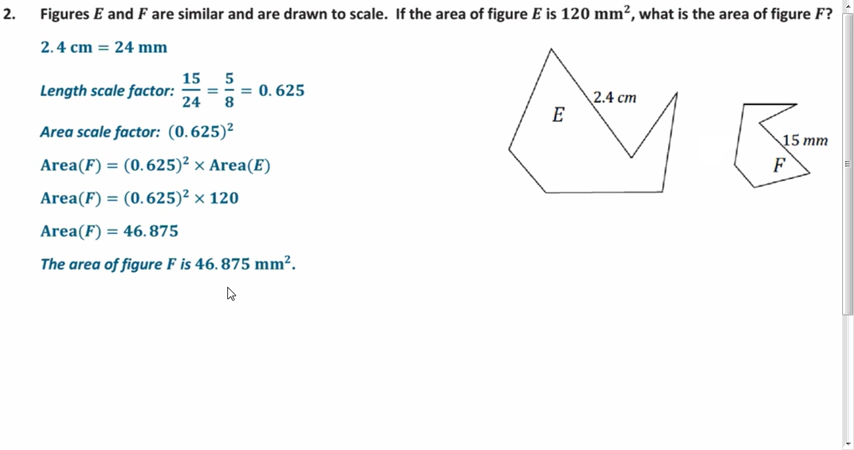 2. Figures E and F are similar and are drawn to scale. If the area of figure E is 120 mm², what is the area of figure F?
2.4 cm = 24 mm
Length scale factor: 15/24 = 5/8 = 0.625
Area scale factor: (0.625)²
Area(F) = (0.625)² × Area(E)
Area(F) = (0.625)² × 120
Area(F) = 46.875
The area of figure F is 46.875 mm².
E
2.4 cm
15 mm
F